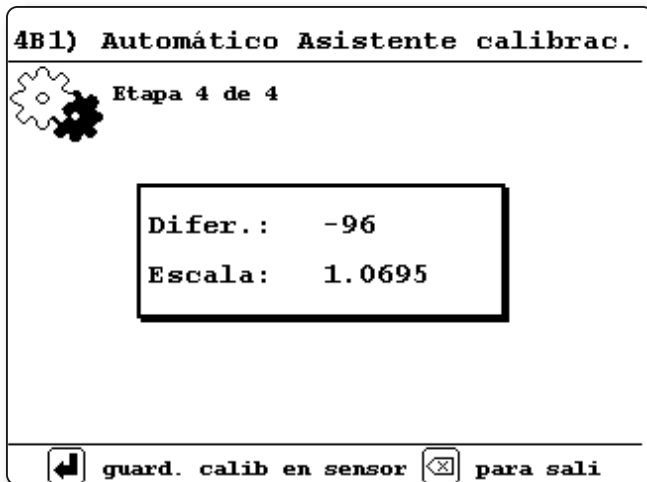 4B1) Automático Asistente calibrac.
Etapa 4 de 4
Difer.: -96
Escala: 1.0695
guard. calib en sensor para sali